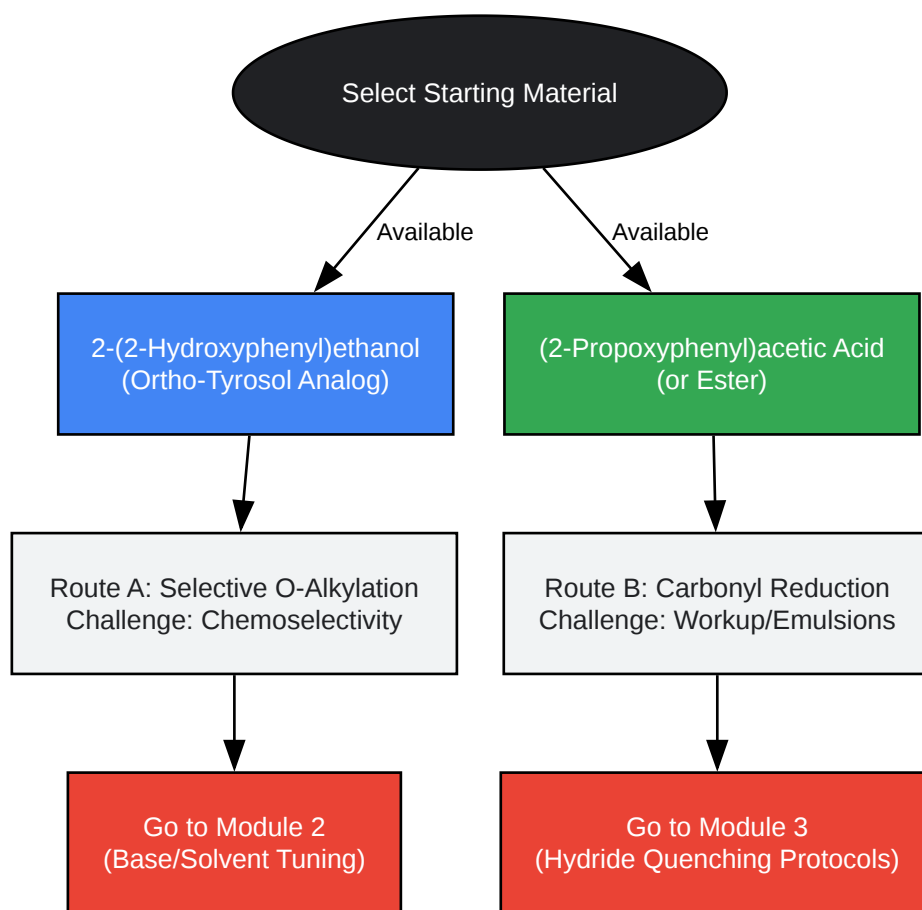 Select Starting Material
Available
Available
2-(2-Hydroxyphenyl)ethanol
(Ortho-Tyrosol Analog)
(2-Propoxyphenyl)acetic Acid
(or Ester)
Route A: Selective O-Alkylation
Challenge: Chemoselectivity
Route B: Carbonyl Reduction
Challenge: Workup/Emulsions
Go to Module 2
(Base/Solvent Tuning)
Go to Module 3
(Hydride Quenching Protocols)